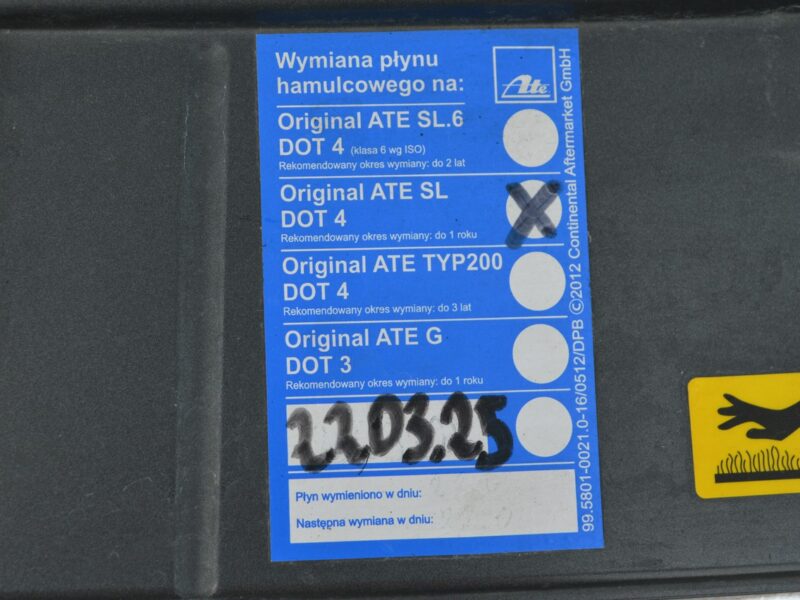 Wymiana płynu
hamulcowego na:
Ate
Original ATE SL.6
DOT 4 (klasa 6 wg ISO)
Rekomendowany okres wymiany: do 2 lat
Original ATE SL
DOT 4
Rekomendowany okres wymiany: do 1 roku
X
Original ATE TYP200
DOT 4
Rekomendowany okres wymiany: do 3 lat
Original ATE G
DOT 3
Rekomendowany okres wymiany: do 1 roku
22.03.25
Płyn wymieniono w dniu:
Następna wymiana w dniu:
99.5801-0021.0-16/0512/DPB ©2012 Continental Aftermarket GmbH